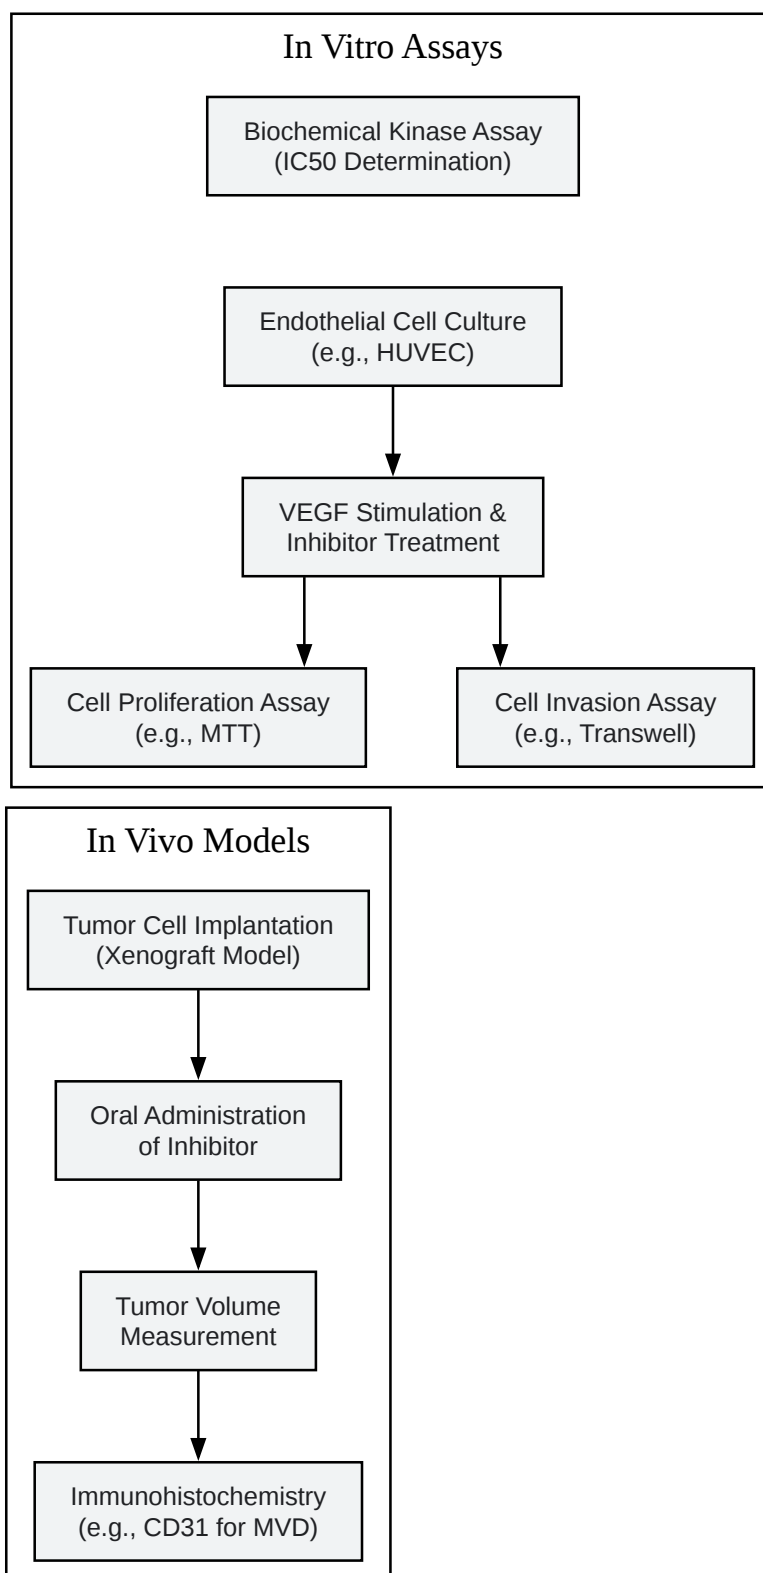 In Vitro Assays
Biochemical Kinase Assay
(IC50 Determination)
Endothelial Cell Culture
(e.g., HUVEC)
VEGF Stimulation &
Inhibitor Treatment
Cell Proliferation Assay
(e.g., MTT)
Cell Invasion Assay
(e.g., Transwell)
In Vivo Models
Tumor Cell Implantation
(Xenograft Model)
Oral Administration
of Inhibitor
Tumor Volume
Measurement
Immunohistochemistry
(e.g., CD31 for MVD)